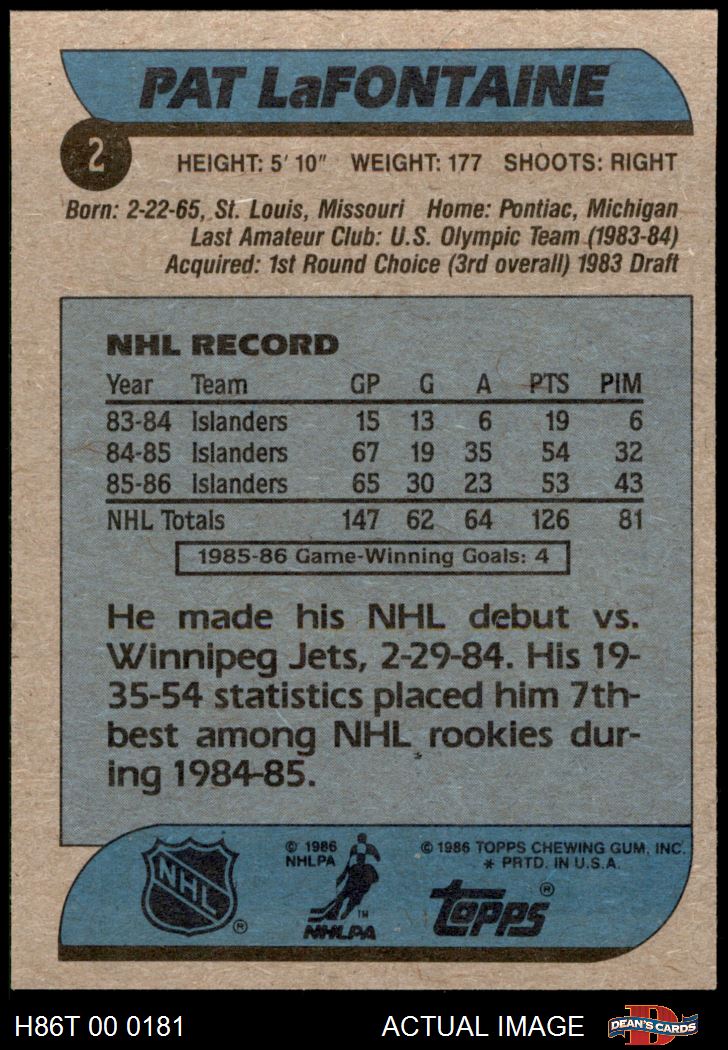 PAT LaFONTAINE
2
HEIGHT: 5' 10" WEIGHT: 177 SHOOTS: RIGHT
Born: 2-22-65, St. Louis, Missouri Home: Pontiac, Michigan
Last Amateur Club: U.S. Olympic Team (1983-84)
Acquired: 1st Round Choice (3rd overall) 1983 Draft
NHL RECORD
Year Team GP G A PTS PIM
83-84 Islanders 15 13 6 19 6
84-85 Islanders 67 19 35 54 32
85-86 Islanders 65 30 23 53 43
NHL Totals 147 62 64 126 81
1985-86 Game-Winning Goals: 4
He made his NHL debut vs.
Winnipeg Jets, 2-29-84. His 19-
35-54 statistics placed him 7th-
best among NHL rookies dur-
ing 1984-85.
NHL ®
© 1986
NHLPA
™
NHLPA
© 1986 TOPPS CHEWING GUM, INC.
* PRTD. IN U.S.A.
topps ®
H86T 00 0181 ACTUAL IMAGE D DEAN'S CARDS